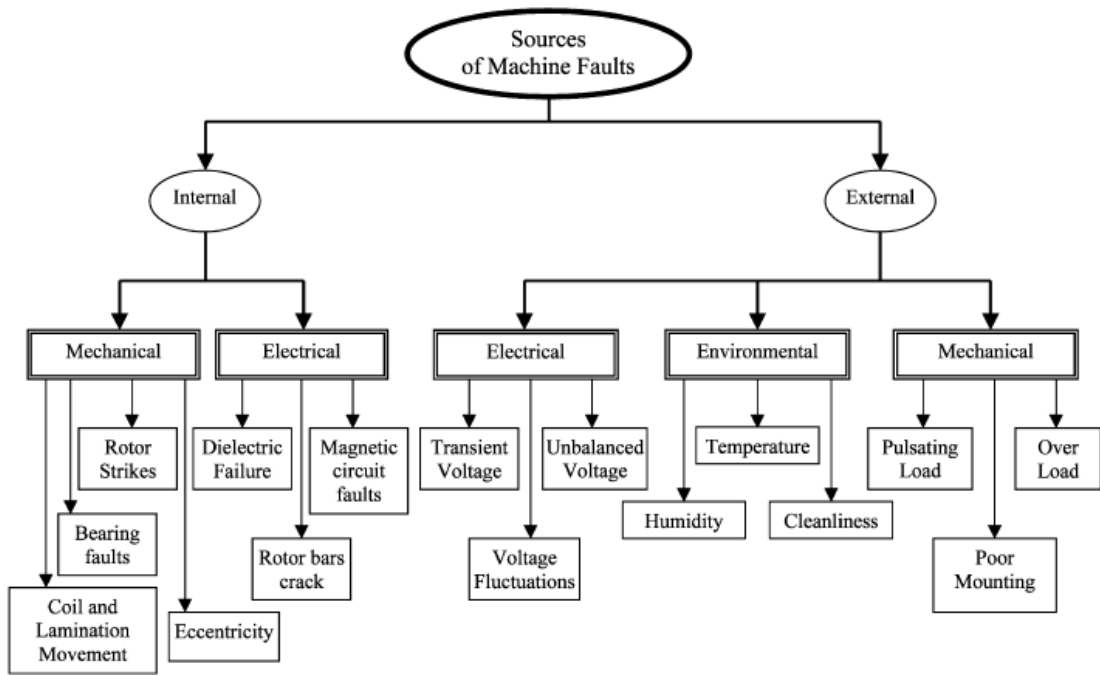 Sources
of Machine Faults
Internal
External
Mechanical
Electrical
Electrical
Environmental
Mechanical
Rotor
Strikes
Dielectric
Failure
Magnetic
circuit
faults
Transient
Voltage
Unbalanced
Voltage
Temperature
Pulsating
Load
Over
Load
Bearing
faults
Rotor bars
crack
Voltage
Fluctuations
Humidity
Cleanliness
Poor
Mounting
Coil and
Lamination
Movement
Eccentricity